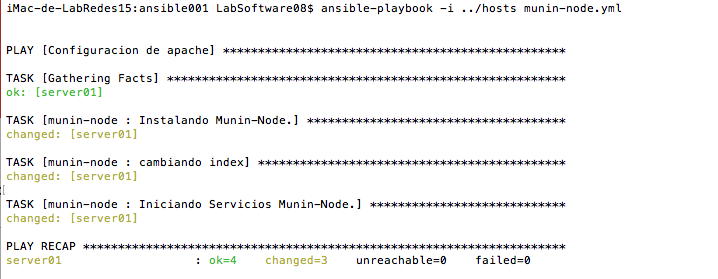 iMac-de-LabRedes15:ansible001 LabSoftware08$ ansible-playbook -i ../hosts munin-node.yml
PLAY [Configuracion de apache] *************************************************
TASK [Gathering Facts] *********************************************************
ok: [server01]
TASK [munin-node : Instalando Munin-Node.] *************************************
changed: [server01]
TASK [munin-node : cambiando index] ********************************************
changed: [server01]
TASK [munin-node : Iniciando Servicios Munin-Node.] ****************************
changed: [server01]
PLAY RECAP *********************************************************************
server01                   : ok=4    changed=3    unreachable=0    failed=0